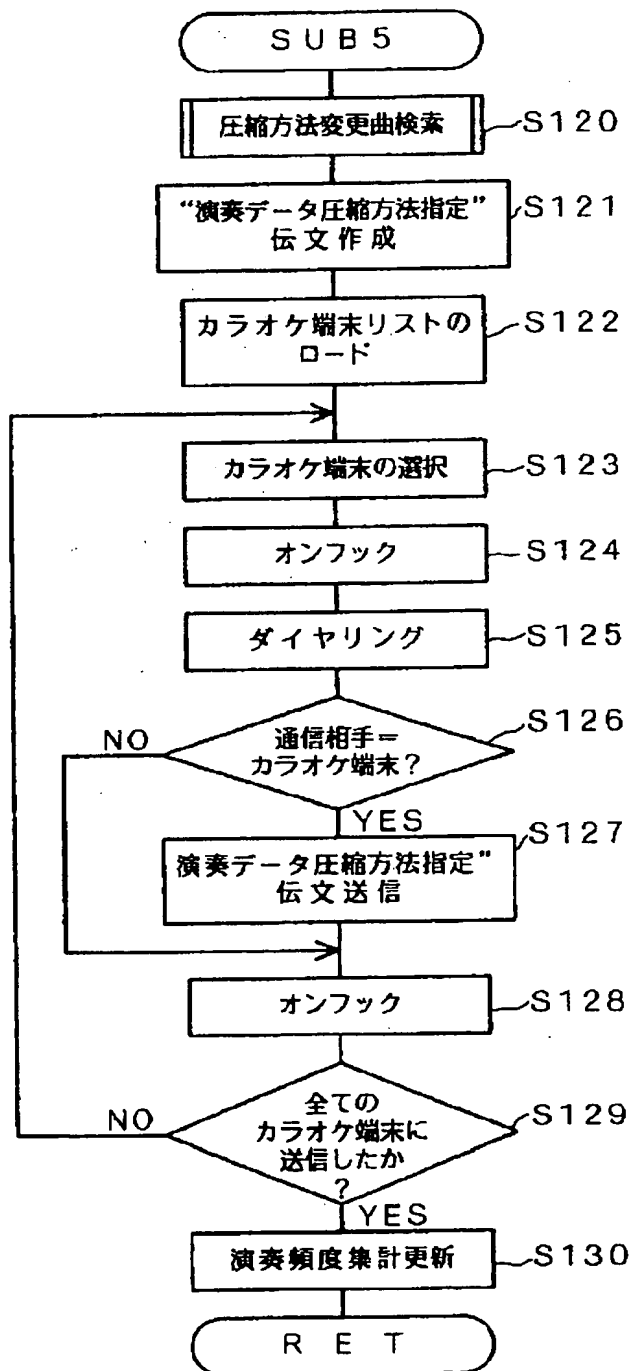 SUB5
圧縮方法変更曲検索
S120
“演奏データ圧縮方法指定”
伝文作成
S121
カラオケ端末リストの
ロード
S122
カラオケ端末の選択
S123
オンフック
S124
ダイヤリング
S125
通信相手＝
カラオケ端末？
S126
NO
YES
演奏データ圧縮方法指定”
伝文送信
S127
オンフック
S128
全ての
カラオケ端末に
送信したか
？
S129
NO
YES
演奏頻度集計更新
S130
RET